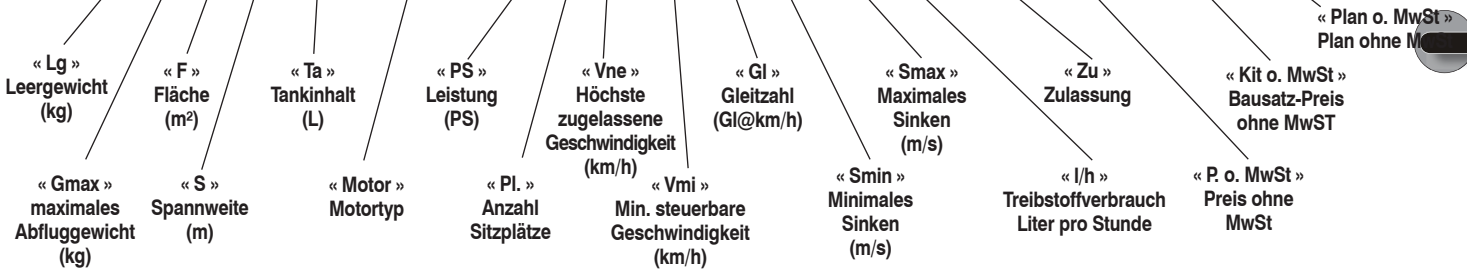 « Plan o. MwSt »
Plan ohne
« Lg »
Leergewicht
(kg)
« F »
Fläche
(m²)
« Ta »
Tankinhalt
(L)
« PS »
Leistung
(PS)
« Vne »
Höchste
zugelassene
Geschwindigkeit
(km/h)
« Gl »
Gleitzahl
(Gl@km/h)
« Smax »
Maximales
Sinken
(m/s)
« Zu »
Zulassung
« Kit o. MwSt »
Bausatz-Preis
ohne MwST
« Gmax »
maximales
Abfluggewicht
(kg)
« S »
Spannweite
(m)
« Motor »
Motortyp
« Pl. »
Anzahl
Sitzplätze
« Vmi »
Min. steuerbare
Geschwindigkeit
(km/h)
« Smin »
Minimales
Sinken
(m/s)
« l/h »
Treibstoffverbrauch
Liter pro Stunde
« P. o. MwSt »
Preis ohne
MwSt